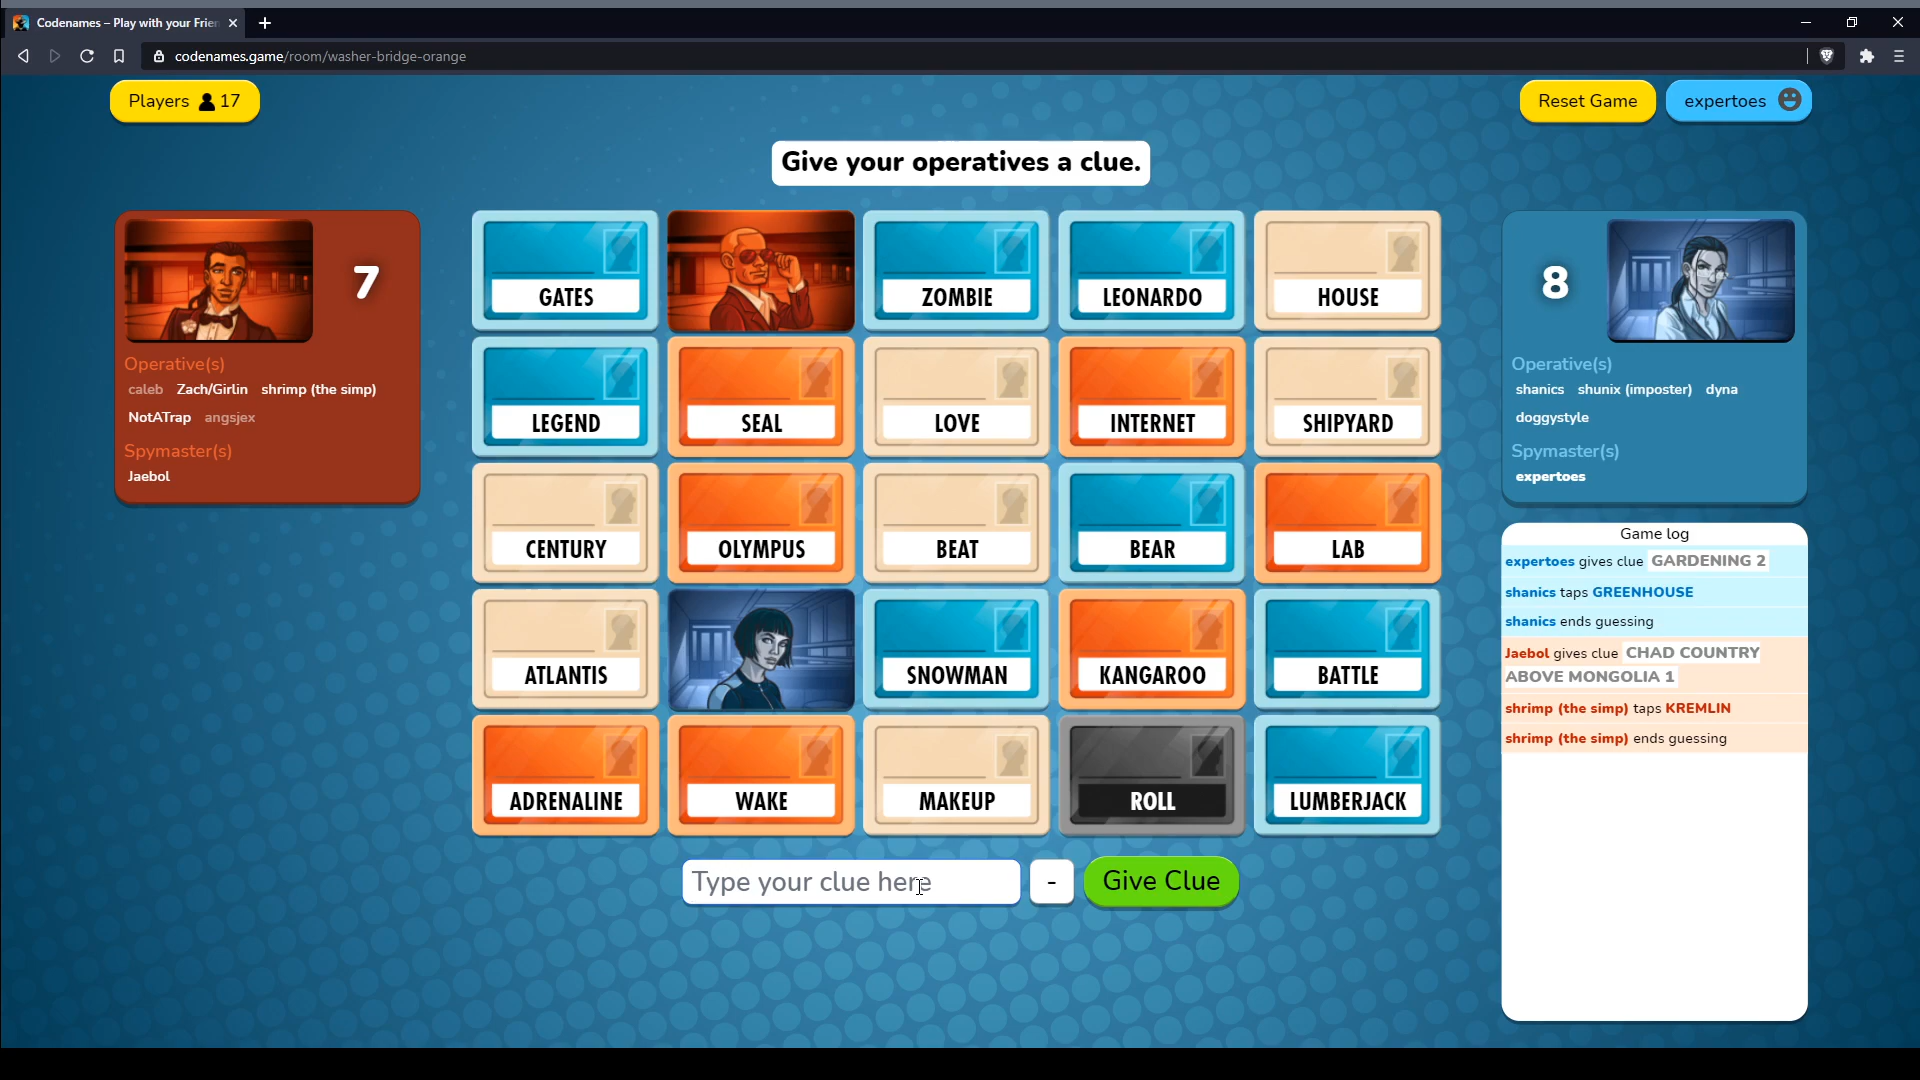 Codenames – Play with your Frien
codenames.game/room/washer-bridge-orange
Players 17
Reset Game
expertoes
Give your operatives a clue.
7
Operative(s)
caleb Zach/Girlin shrimp (the simp)
NotATrap angsjex
Spymaster(s)
Jaebol
GATES
ZOMBIE
LEONARDO
HOUSE
LEGEND
SEAL
LOVE
INTERNET
SHIPYARD
CENTURY
OLYMPUS
BEAT
BEAR
LAB
ATLANTIS
SNOWMAN
KANGAROO
BATTLE
ADRENALINE
WAKE
MAKEUP
ROLL
LUMBERJACK
Type your clue here
-
Give Clue
8
Operative(s)
shanics shunix (imposter) dyna
doggystyle
Spymaster(s)
expertoes
Game log
expertoes gives clue GARDENING 2
shanics taps GREENHOUSE
shanics ends guessing
Jaebol gives clue CHAD COUNTRY
ABOVE MONGOLIA 1
shrimp (the simp) taps KREMLIN
shrimp (the simp) ends guessing